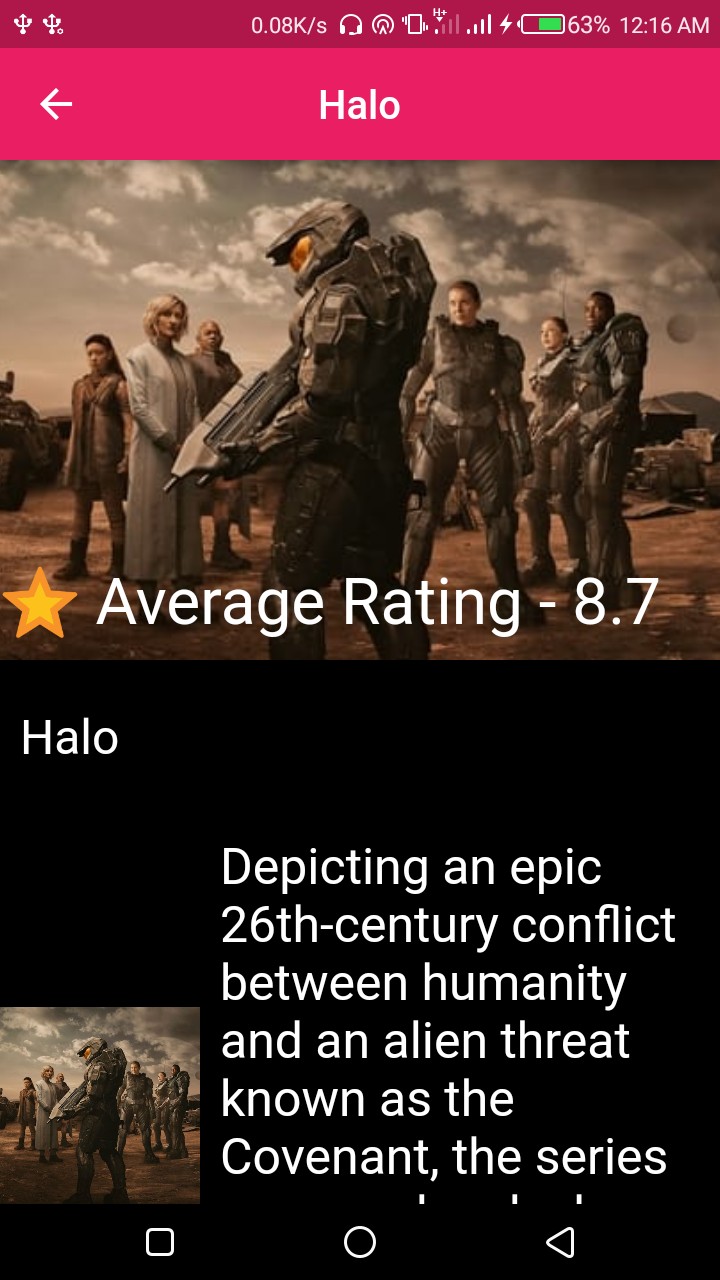 0.08K/s H+ 63% 12:16 AM
Halo
Average Rating - 8.7
Halo
Depicting an epic
26th-century conflict
between humanity
and an alien threat
known as the
Covenant, the series